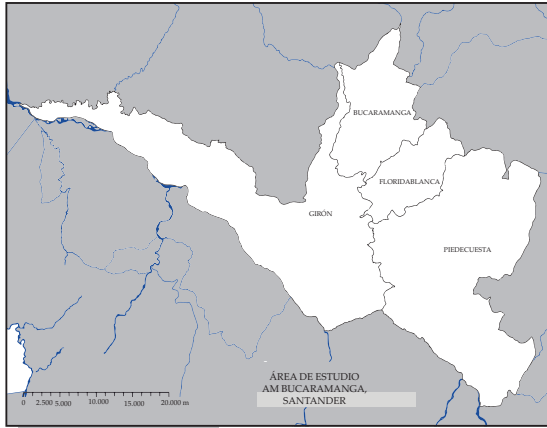 BUCARAMANGA
FLORIDABLANCA
GIRÓN
PIEDECUESTA
ÁREA DE ESTUDIO
AM BUCARAMANGA,
SANTANDER
0 2.500 5.000 10.000 15.000 20.000 m